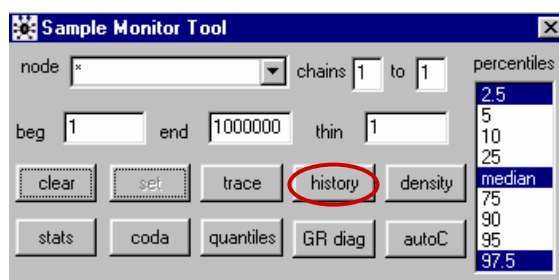 Sample Monitor Tool
node * chains 1 to 1 percentiles
beg 1 end 1000000 thin 1
clear set trace history density
stats coda quantiles GR diag autoC
2.5
5
10
25
median
75
90
95
97.5